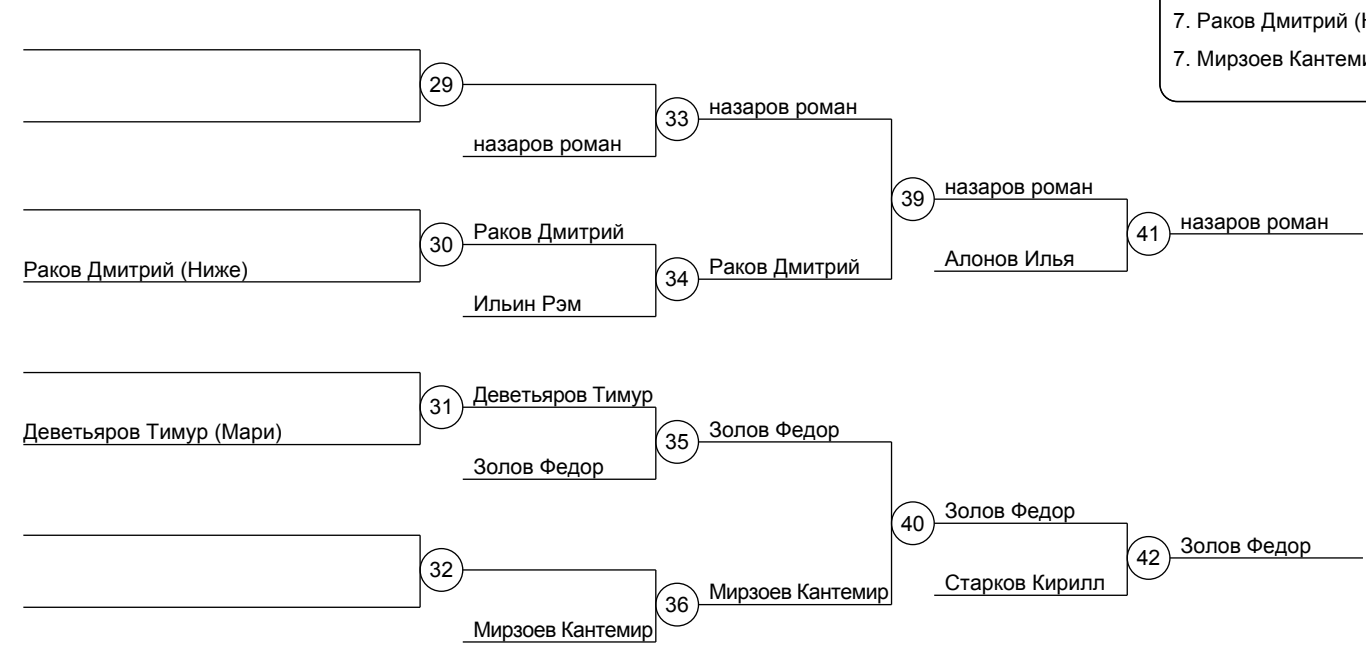 7. Раков Дмитрий (Н
7. Мирзоев Кантеми
29
33
назаров роман
назаров роман
39
назаров роман
41
назаров роман
30
Раков Дмитрий
Раков Дмитрий (Ниже)
34
Раков Дмитрий
Алонов Илья
Ильин Рэм
31
Деветьяров Тимур
Деветьяров Тимур (Мари)
35
Золов Федор
Золов Федор
40
Золов Федор
42
Золов Федор
32
Старков Кирилл
36
Мирзоев Кантемир
Мирзоев Кантемир